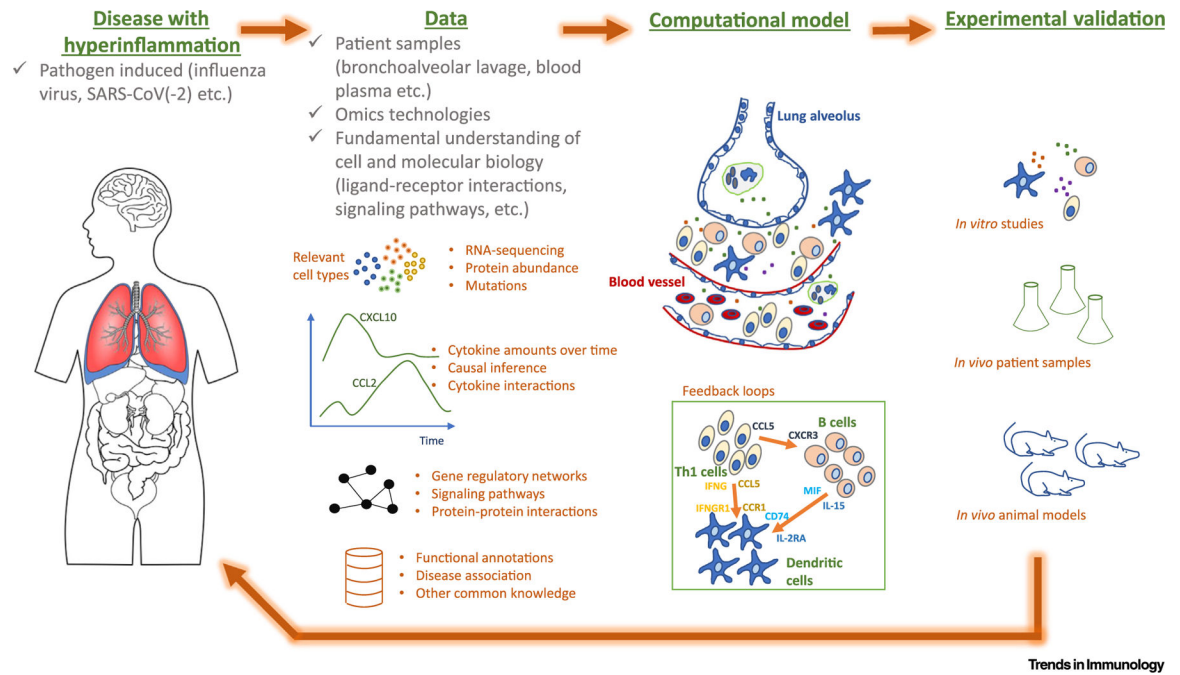 Disease with
hyperinflammation
✓ Pathogen induced (influenza
virus, SARS-CoV(-2) etc.)
Data
✓ Patient samples
(bronchoalveolar lavage, blood
plasma etc.)
✓ Omics technologies
✓ Fundamental understanding of
cell and molecular biology
(ligand-receptor interactions,
signaling pathways, etc.)
Relevant
cell types
• RNA-sequencing
• Protein abundance
• Mutations
CXCL10
CCL2
Time
• Cytokine amounts over time
• Causal inference
• Cytokine interactions
• Gene regulatory networks
• Signaling pathways
• Protein-protein interactions
• Functional annotations
• Disease association
• Other common knowledge
Computational model
Lung alveolus
Blood vessel
Feedback loops
CCL5
CXCR3
B cells
Th1 cells
IFNG
CCL5
MIF
IL-15
IFNGR1
CCR1
CD74
IL-2RA
Dendritic
cells
Experimental validation
In vitro studies
In vivo patient samples
In vivo animal models
Trends in Immunology